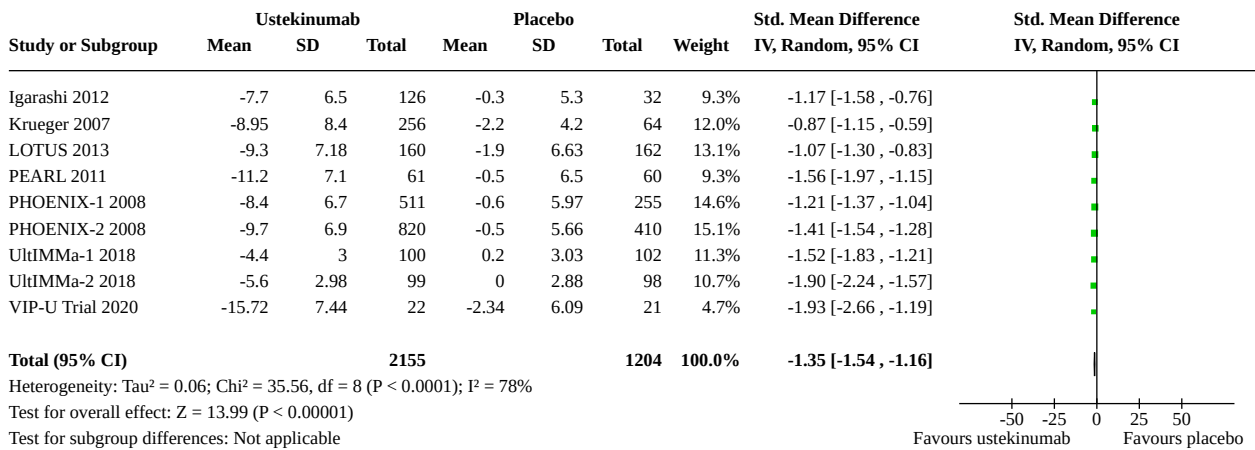 Ustekinumab Placebo Std. Mean Difference Std. Mean Difference
Study or Subgroup Mean SD Total Mean SD Total Weight IV, Random, 95% CI IV, Random, 95% CI
Igarashi 2012 -7.7 6.5 126 -0.3 5.3 32 9.3% -1.17 [-1.58 , -0.76]
Krueger 2007 -8.95 8.4 256 -2.2 4.2 64 12.0% -0.87 [-1.15 , -0.59]
LOTUS 2013 -9.3 7.18 160 -1.9 6.63 162 13.1% -1.07 [-1.30 , -0.83]
PEARL 2011 -11.2 7.1 61 -0.5 6.5 60 9.3% -1.56 [-1.97 , -1.15]
PHOENIX-1 2008 -8.4 6.7 511 -0.6 5.97 255 14.6% -1.21 [-1.37 , -1.04]
PHOENIX-2 2008 -9.7 6.9 820 -0.5 5.66 410 15.1% -1.41 [-1.54 , -1.28]
UltIMMa-1 2018 -4.4 3 100 0.2 3.03 102 11.3% -1.52 [-1.83 , -1.21]
UltIMMa-2 2018 -5.6 2.98 99 0 2.88 98 10.7% -1.90 [-2.24 , -1.57]
VIP-U Trial 2020 -15.72 7.44 22 -2.34 6.09 21 4.7% -1.93 [-2.66 , -1.19]
Total (95% CI) 2155 1204 100.0% -1.35 [-1.54 , -1.16]
Heterogeneity: Tau² = 0.06; Chi² = 35.56, df = 8 (P < 0.0001); I² = 78%
Test for overall effect: Z = 13.99 (P < 0.00001)
Test for subgroup differences: Not applicable
-50 -25 0 25 50
Favours ustekinumab Favours placebo